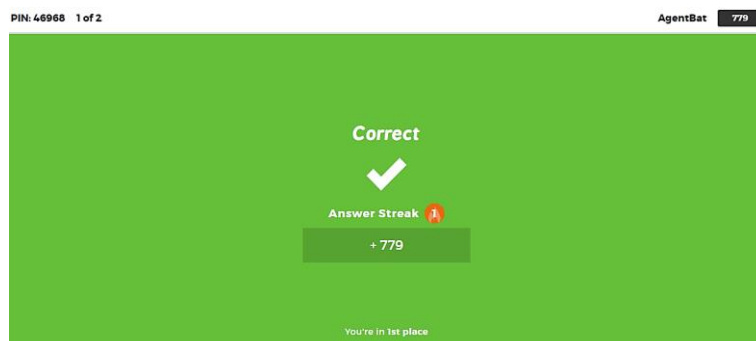 PIN: 46968 1 of 2 AgentBat 779
Correct
Answer Streak 1
+ 779
You're in 1st place